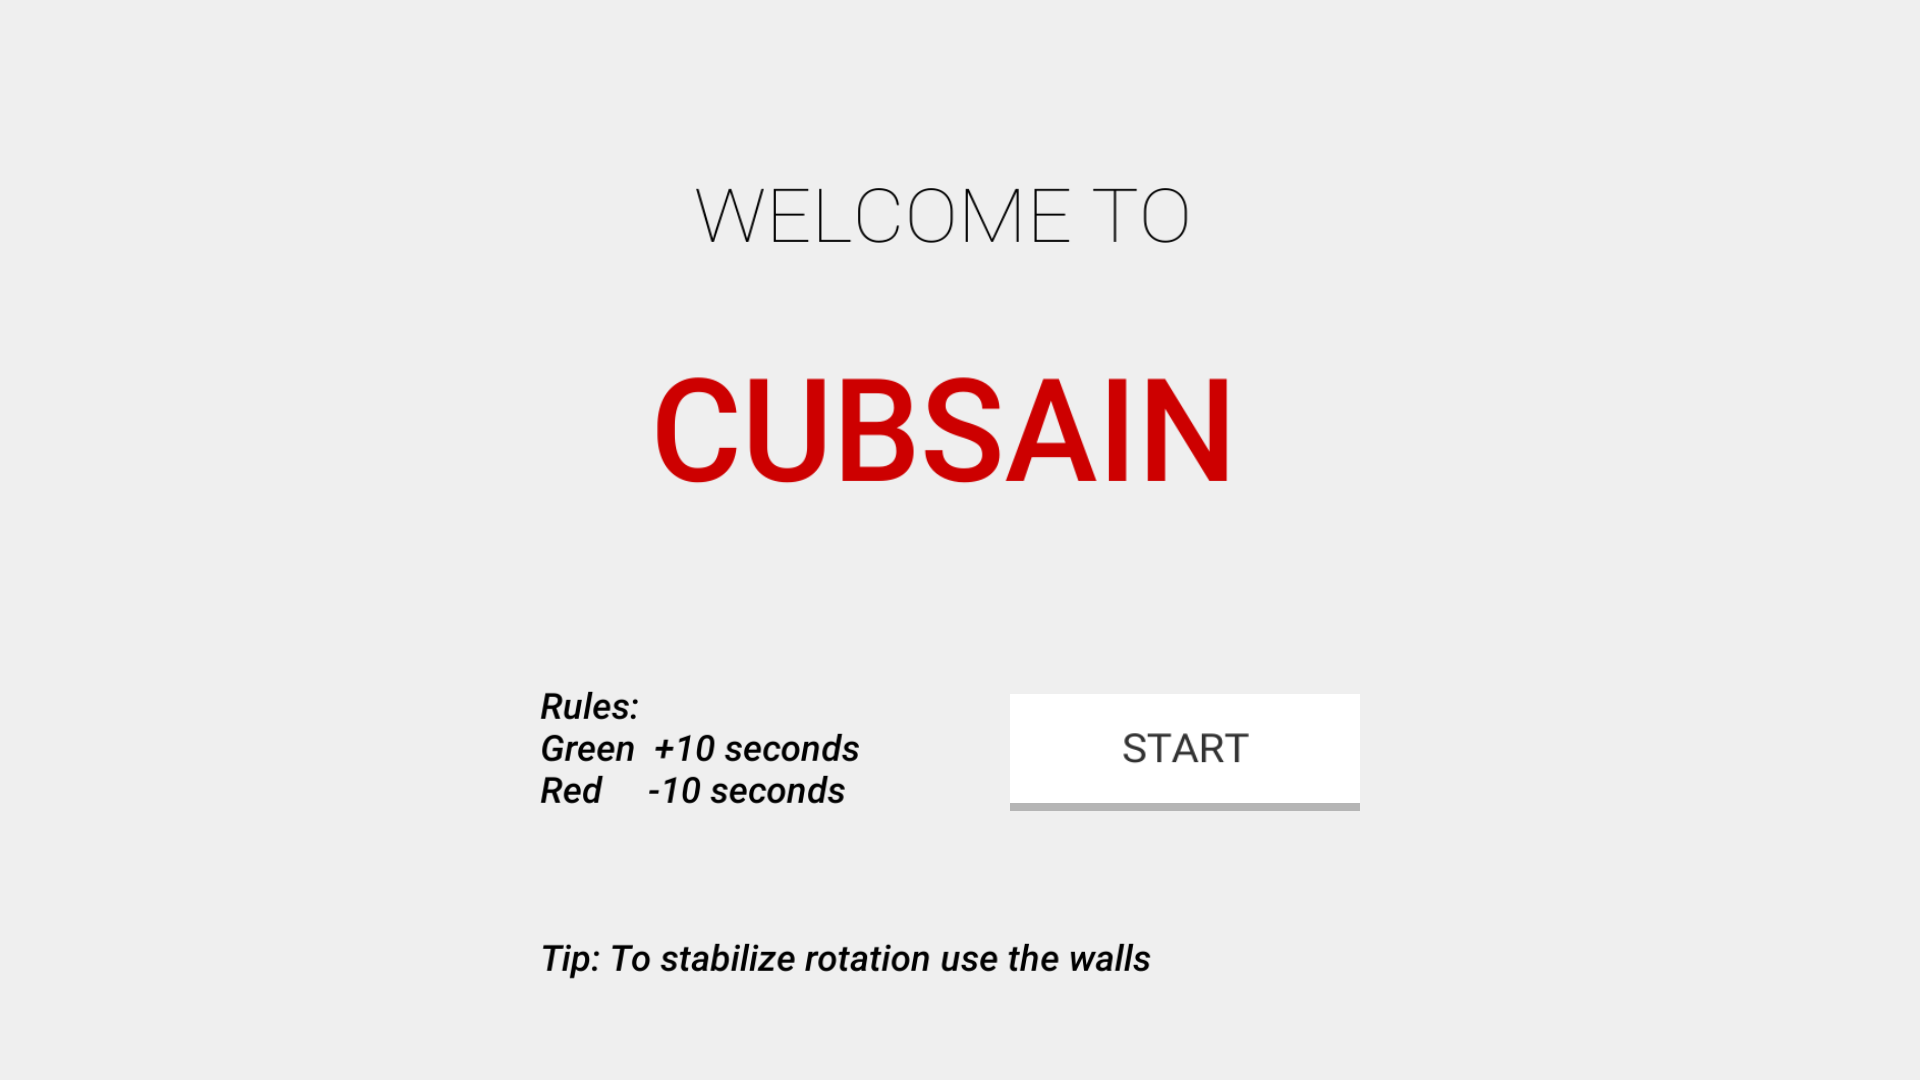 WELCOME TO
CUBSAIN
Rules:
Green +10 seconds
Red -10 seconds
START
Tip: To stabilize rotation use the walls